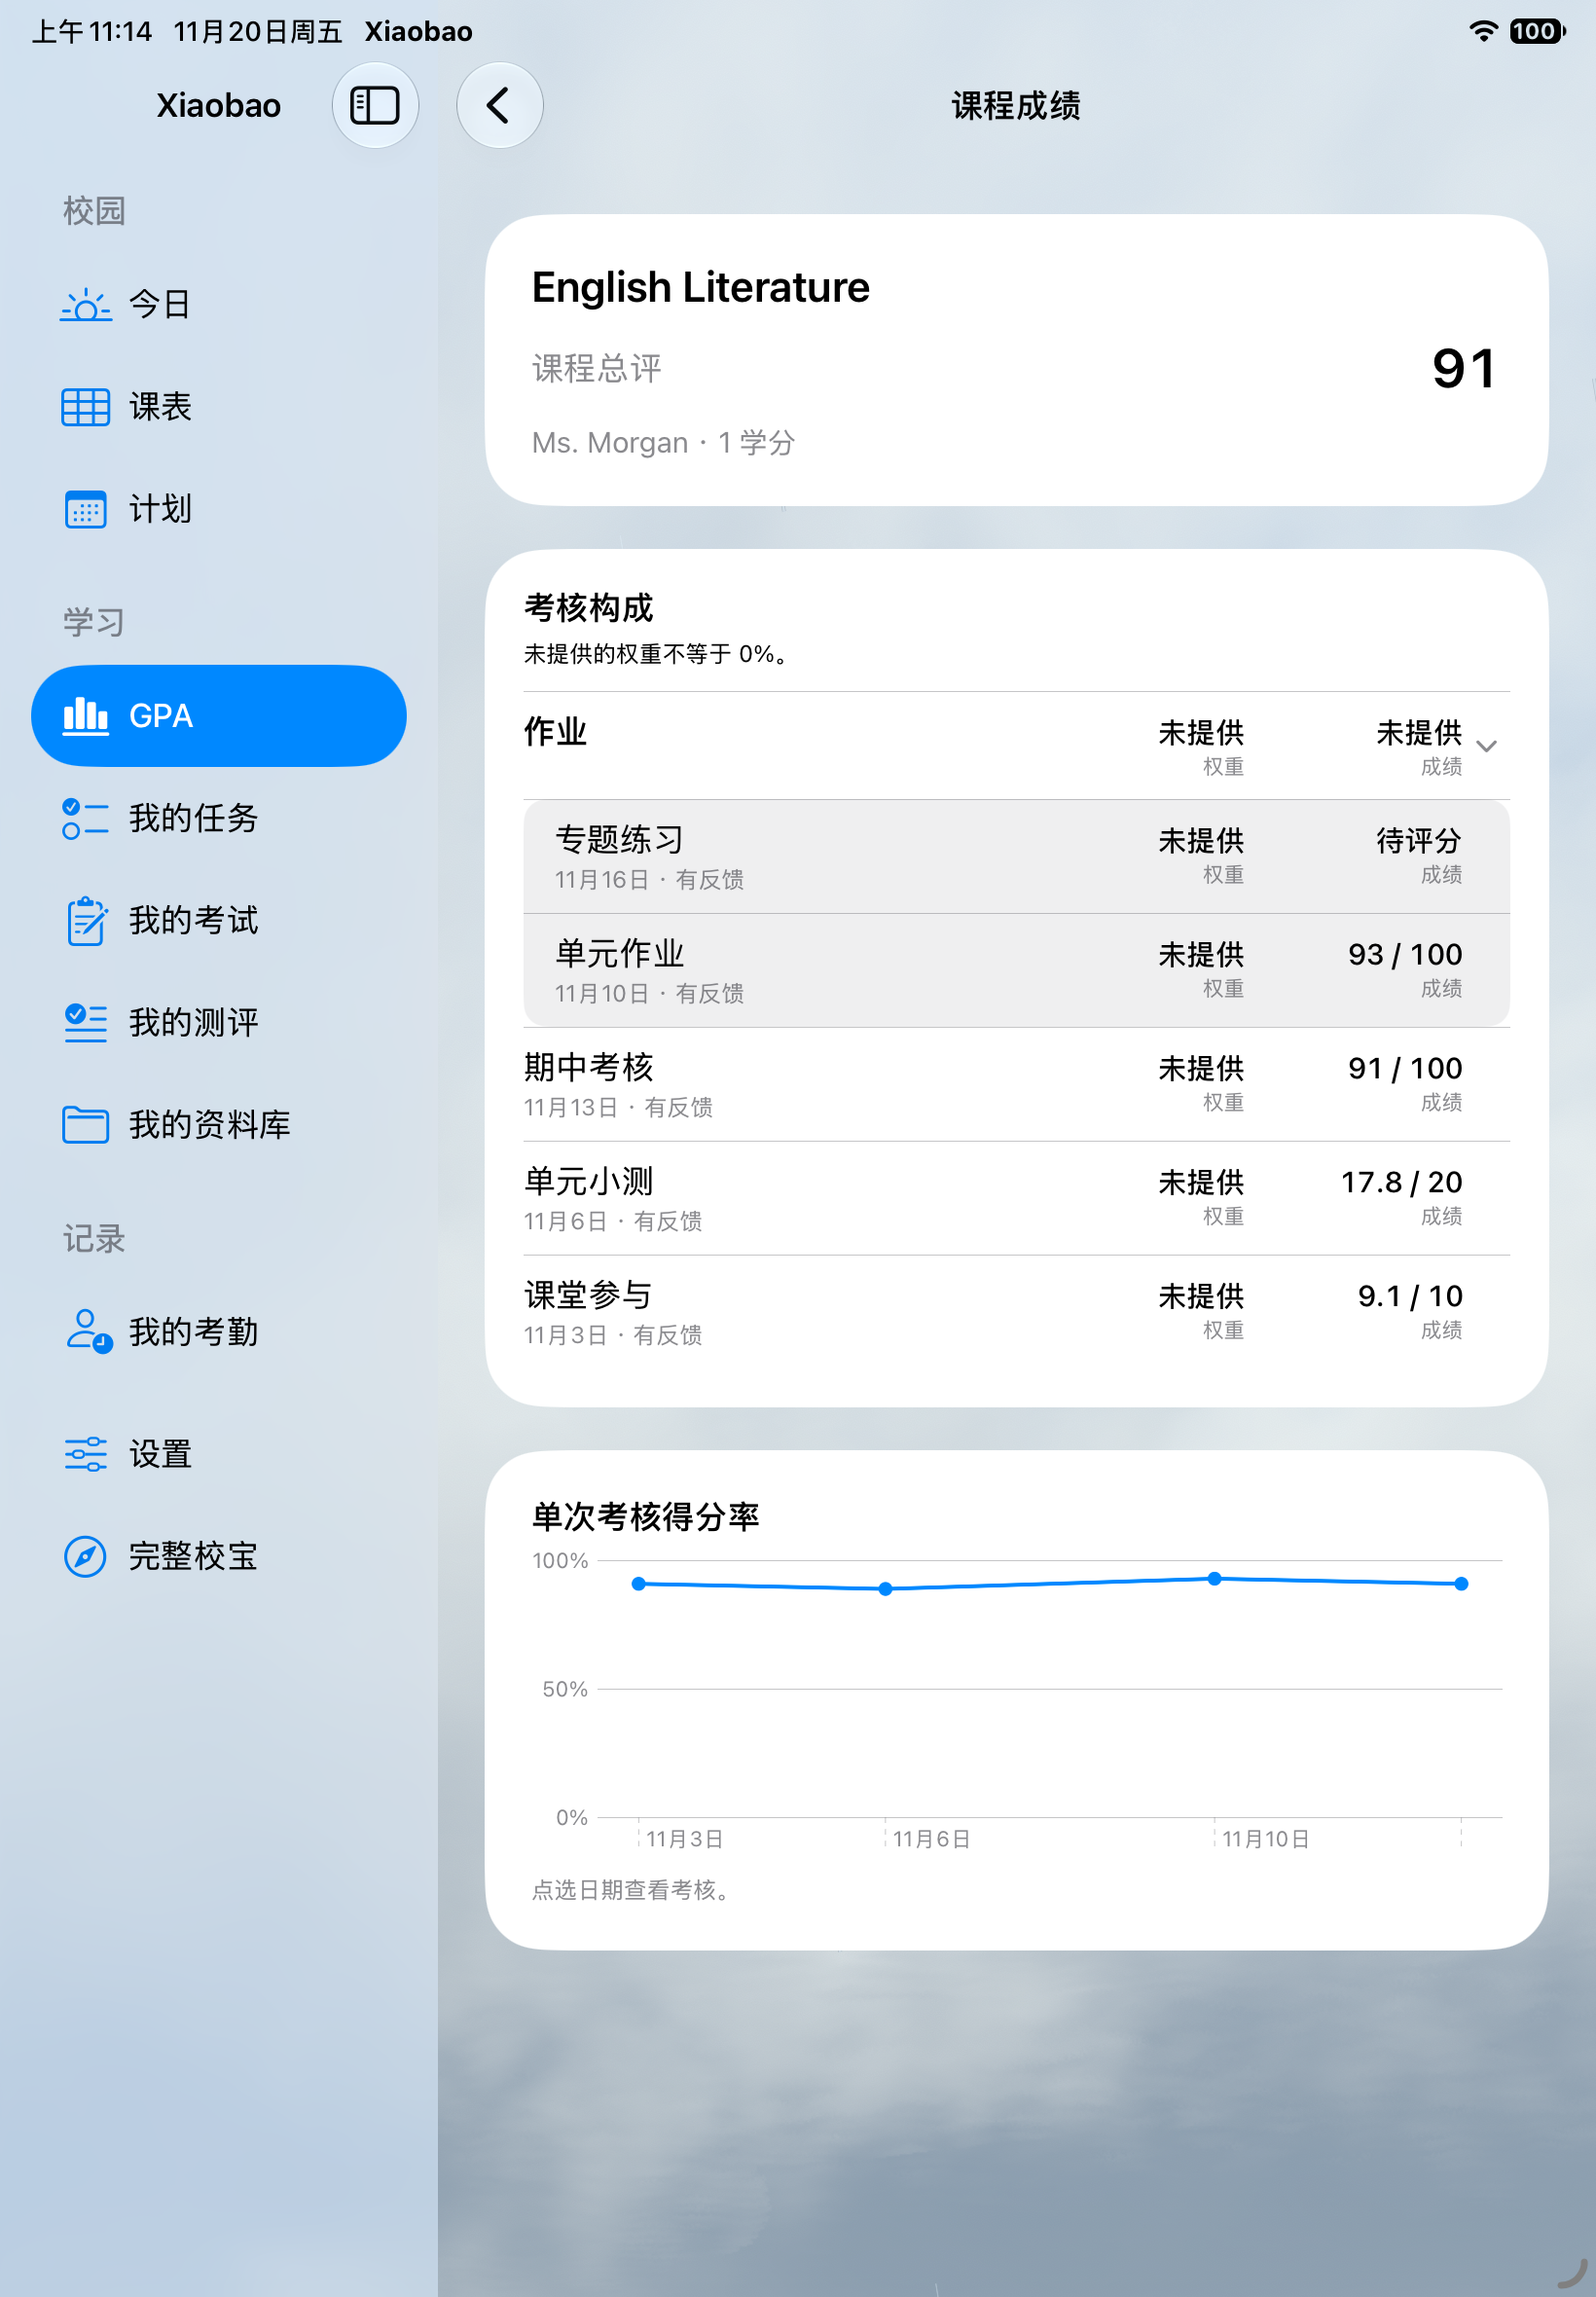 上午11:14 11月20日周五 Xiaobao
100
Xiaobao
课程成绩
校园
今日
课表
计划
学习
GPA
我的任务
我的考试
我的测评
我的资料库
记录
我的考勤
设置
完整校宝
English Literature
课程总评
91
Ms. Morgan · 1 学分
考核构成
未提供的权重不等于 0%。
作业 未提供 未提供
权重 成绩
专题练习 未提供 待评分
11月16日 · 有反馈 权重 成绩
单元作业 未提供 93 / 100
11月10日 · 有反馈 权重 成绩
期中考核 未提供 91 / 100
11月13日 · 有反馈 权重 成绩
单元小测 未提供 17.8 / 20
11月6日 · 有反馈 权重 成绩
课堂参与 未提供 9.1 / 10
11月3日 · 有反馈 权重 成绩
单次考核得分率
100%
50%
0%
11月3日 11月6日 11月10日
点选日期查看考核。